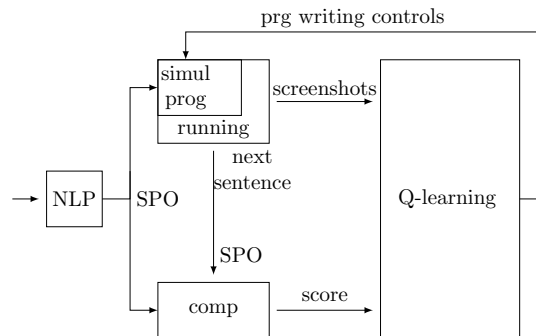 prg writing controls
simul
prog
running
screenshots
next
sentence
NLP
SPO
Q-learning
SPO
comp
score